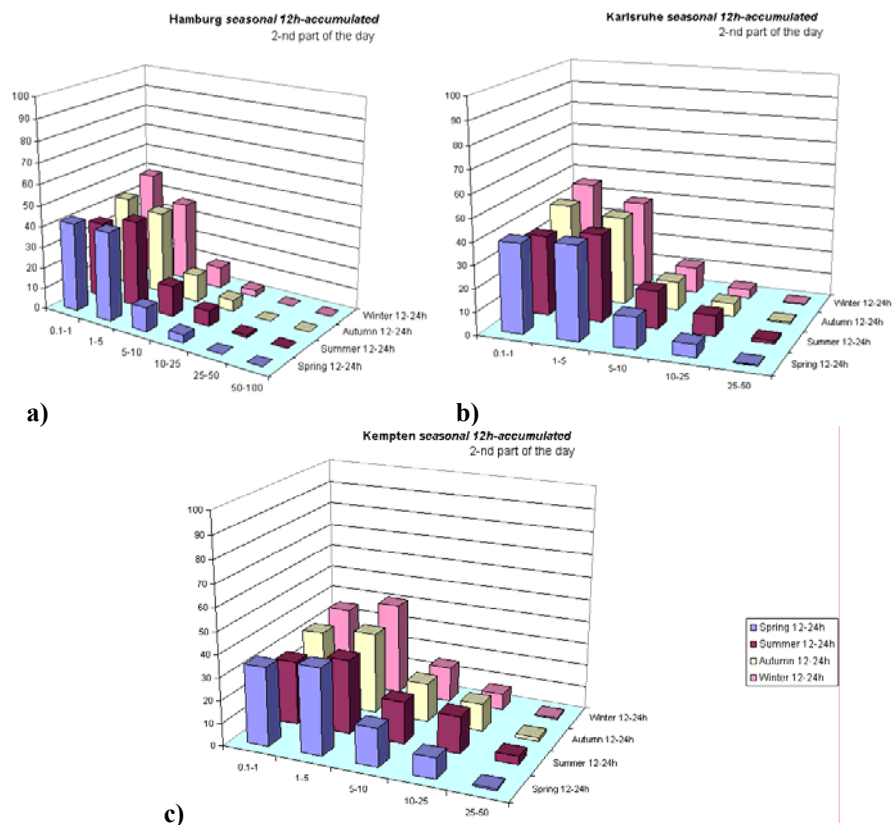 Hamburg seasonal 12h-accumulated
2-nd part of the day
100
90
80
70
60
50
40
30
20
10
0
0.1-1
1-5
5-10
10-25
25-50
50-100
Winter 12-24h
Autumn 12-24h
Summer 12-24h
Spring 12-24h
a)
Karlsruhe seasonal 12h-accumulated
2-nd part of the day
100
90
80
70
60
50
40
30
20
10
0
0.1-1
1-5
5-10
10-25
25-50
Winter 12-24h
Autumn 12-24h
Summer 12-24h
Spring 12-24h
b)
Kempten seasonal 12h-accumulated
2-nd part of the day
100
90
80
70
60
50
40
30
20
10
0
0.1-1
1-5
5-10
10-25
25-50
Winter 12-24h
Autumn 12-24h
Summer 12-24h
Spring 12-24h
c)
Spring 12-24h
Summer 12-24h
Autumn 12-24h
Winter 12-24h